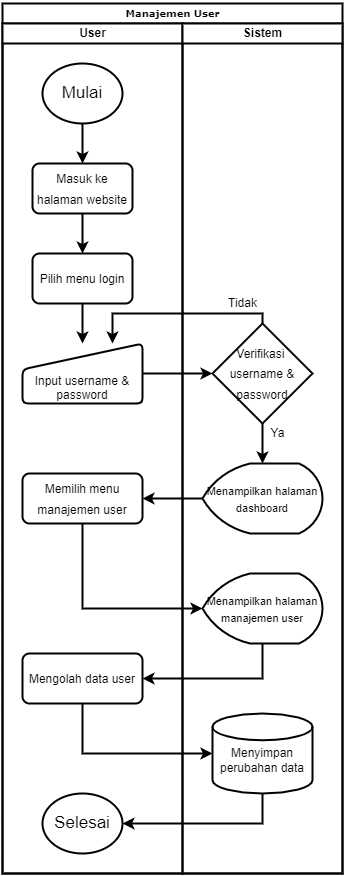 Manajemen User
User
Sistem
Mulai
Masuk ke
halaman website
Pilih menu login
Tidak
Input username &
password
Verifikasi
username &
password
Ya
Memilih menu
manajemen user
Menampilkan halaman
dashboard
Menampilkan halaman
manajemen user
Mengolah data user
Menyimpan
perubahan data
Selesai